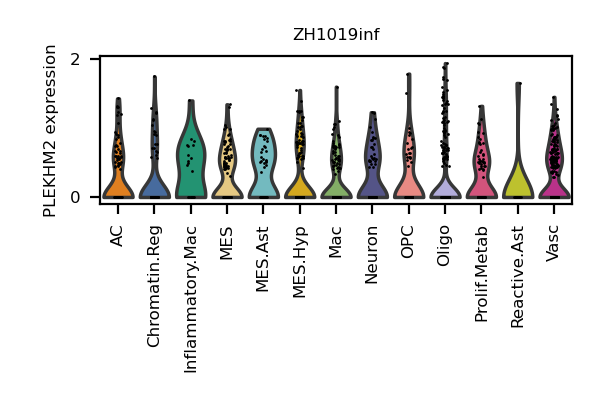 ZH1019inf
PLEKHM2 expression
2
0
AC
Chromatin.Reg
Inflammatory.Mac
MES
MES.Ast
MES.Hyp
Mac
Neuron
OPC
Oligo
Prolif.Metab
Reactive.Ast
Vasc